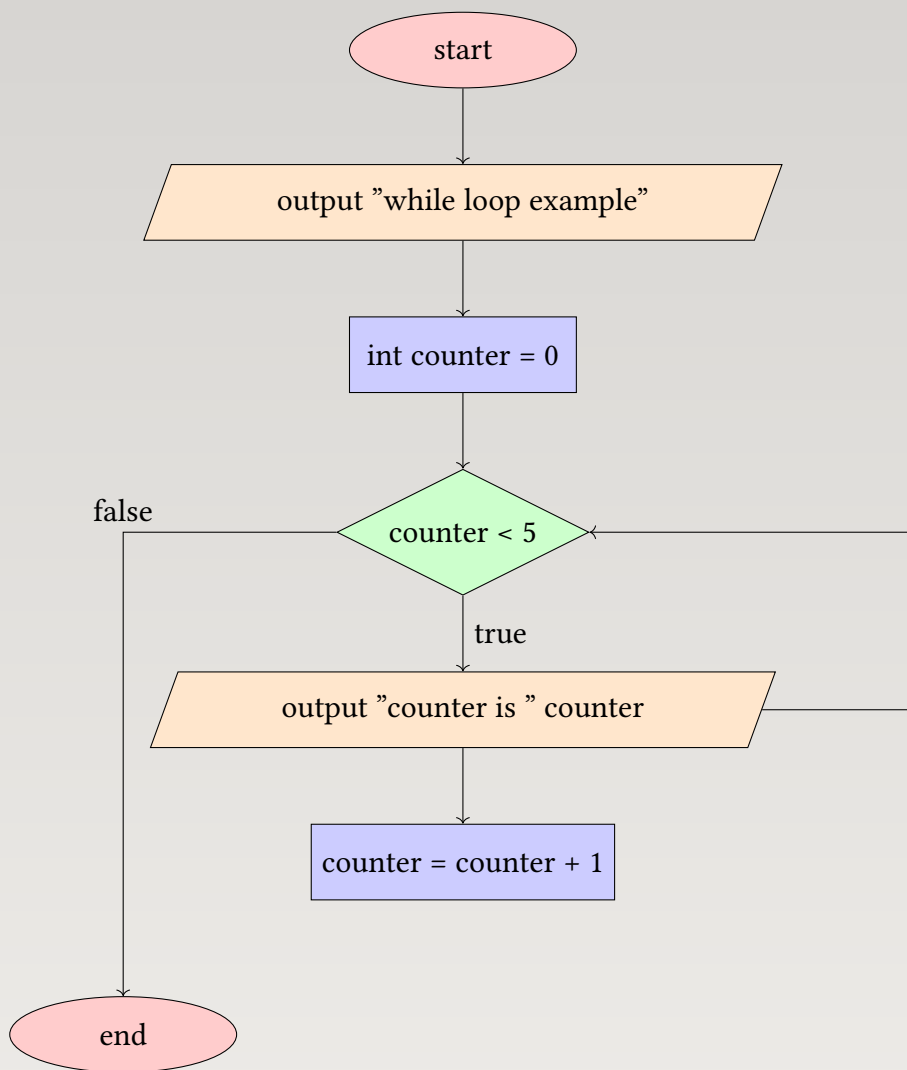 start
output ”while loop example”
int counter = 0
false
counter < 5
true
output ”counter is ” counter
counter = counter + 1
end